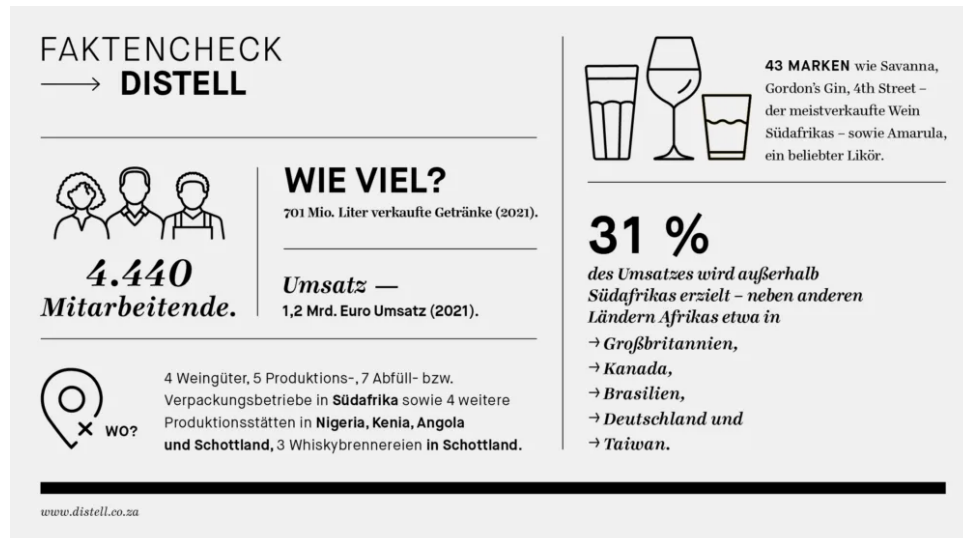 FAKTENCHECK
DISTELL
4.440
Mitarbeitende.
WIE VIEL?
701 Mio. Liter verkaufte Getränke (2021).
Umsatz —
1,2 Mrd. Euro Umsatz (2021).
WO?
4 Weingüter, 5 Produktions-, 7 Abfüll- bzw.
Verpackungsbetriebe in Südafrika sowie 4 weitere
Produktionsstätten in Nigeria, Kenia, Angola
und Schottland, 3 Whiskybrennereien in Schottland.
43 MARKEN wie Savanna,
Gordon's Gin, 4th Street –
der meistverkaufte Wein
Südafrikas – sowie Amarula,
ein beliebter Likör.
31 %
des Umsatzes wird außerhalb
Südafrikas erzielt – neben anderen
Ländern Afrikas etwa in
→ Großbritannien,
→ Kanada,
→ Brasilien,
→ Deutschland und
→ Taiwan.
www.distell.co.za